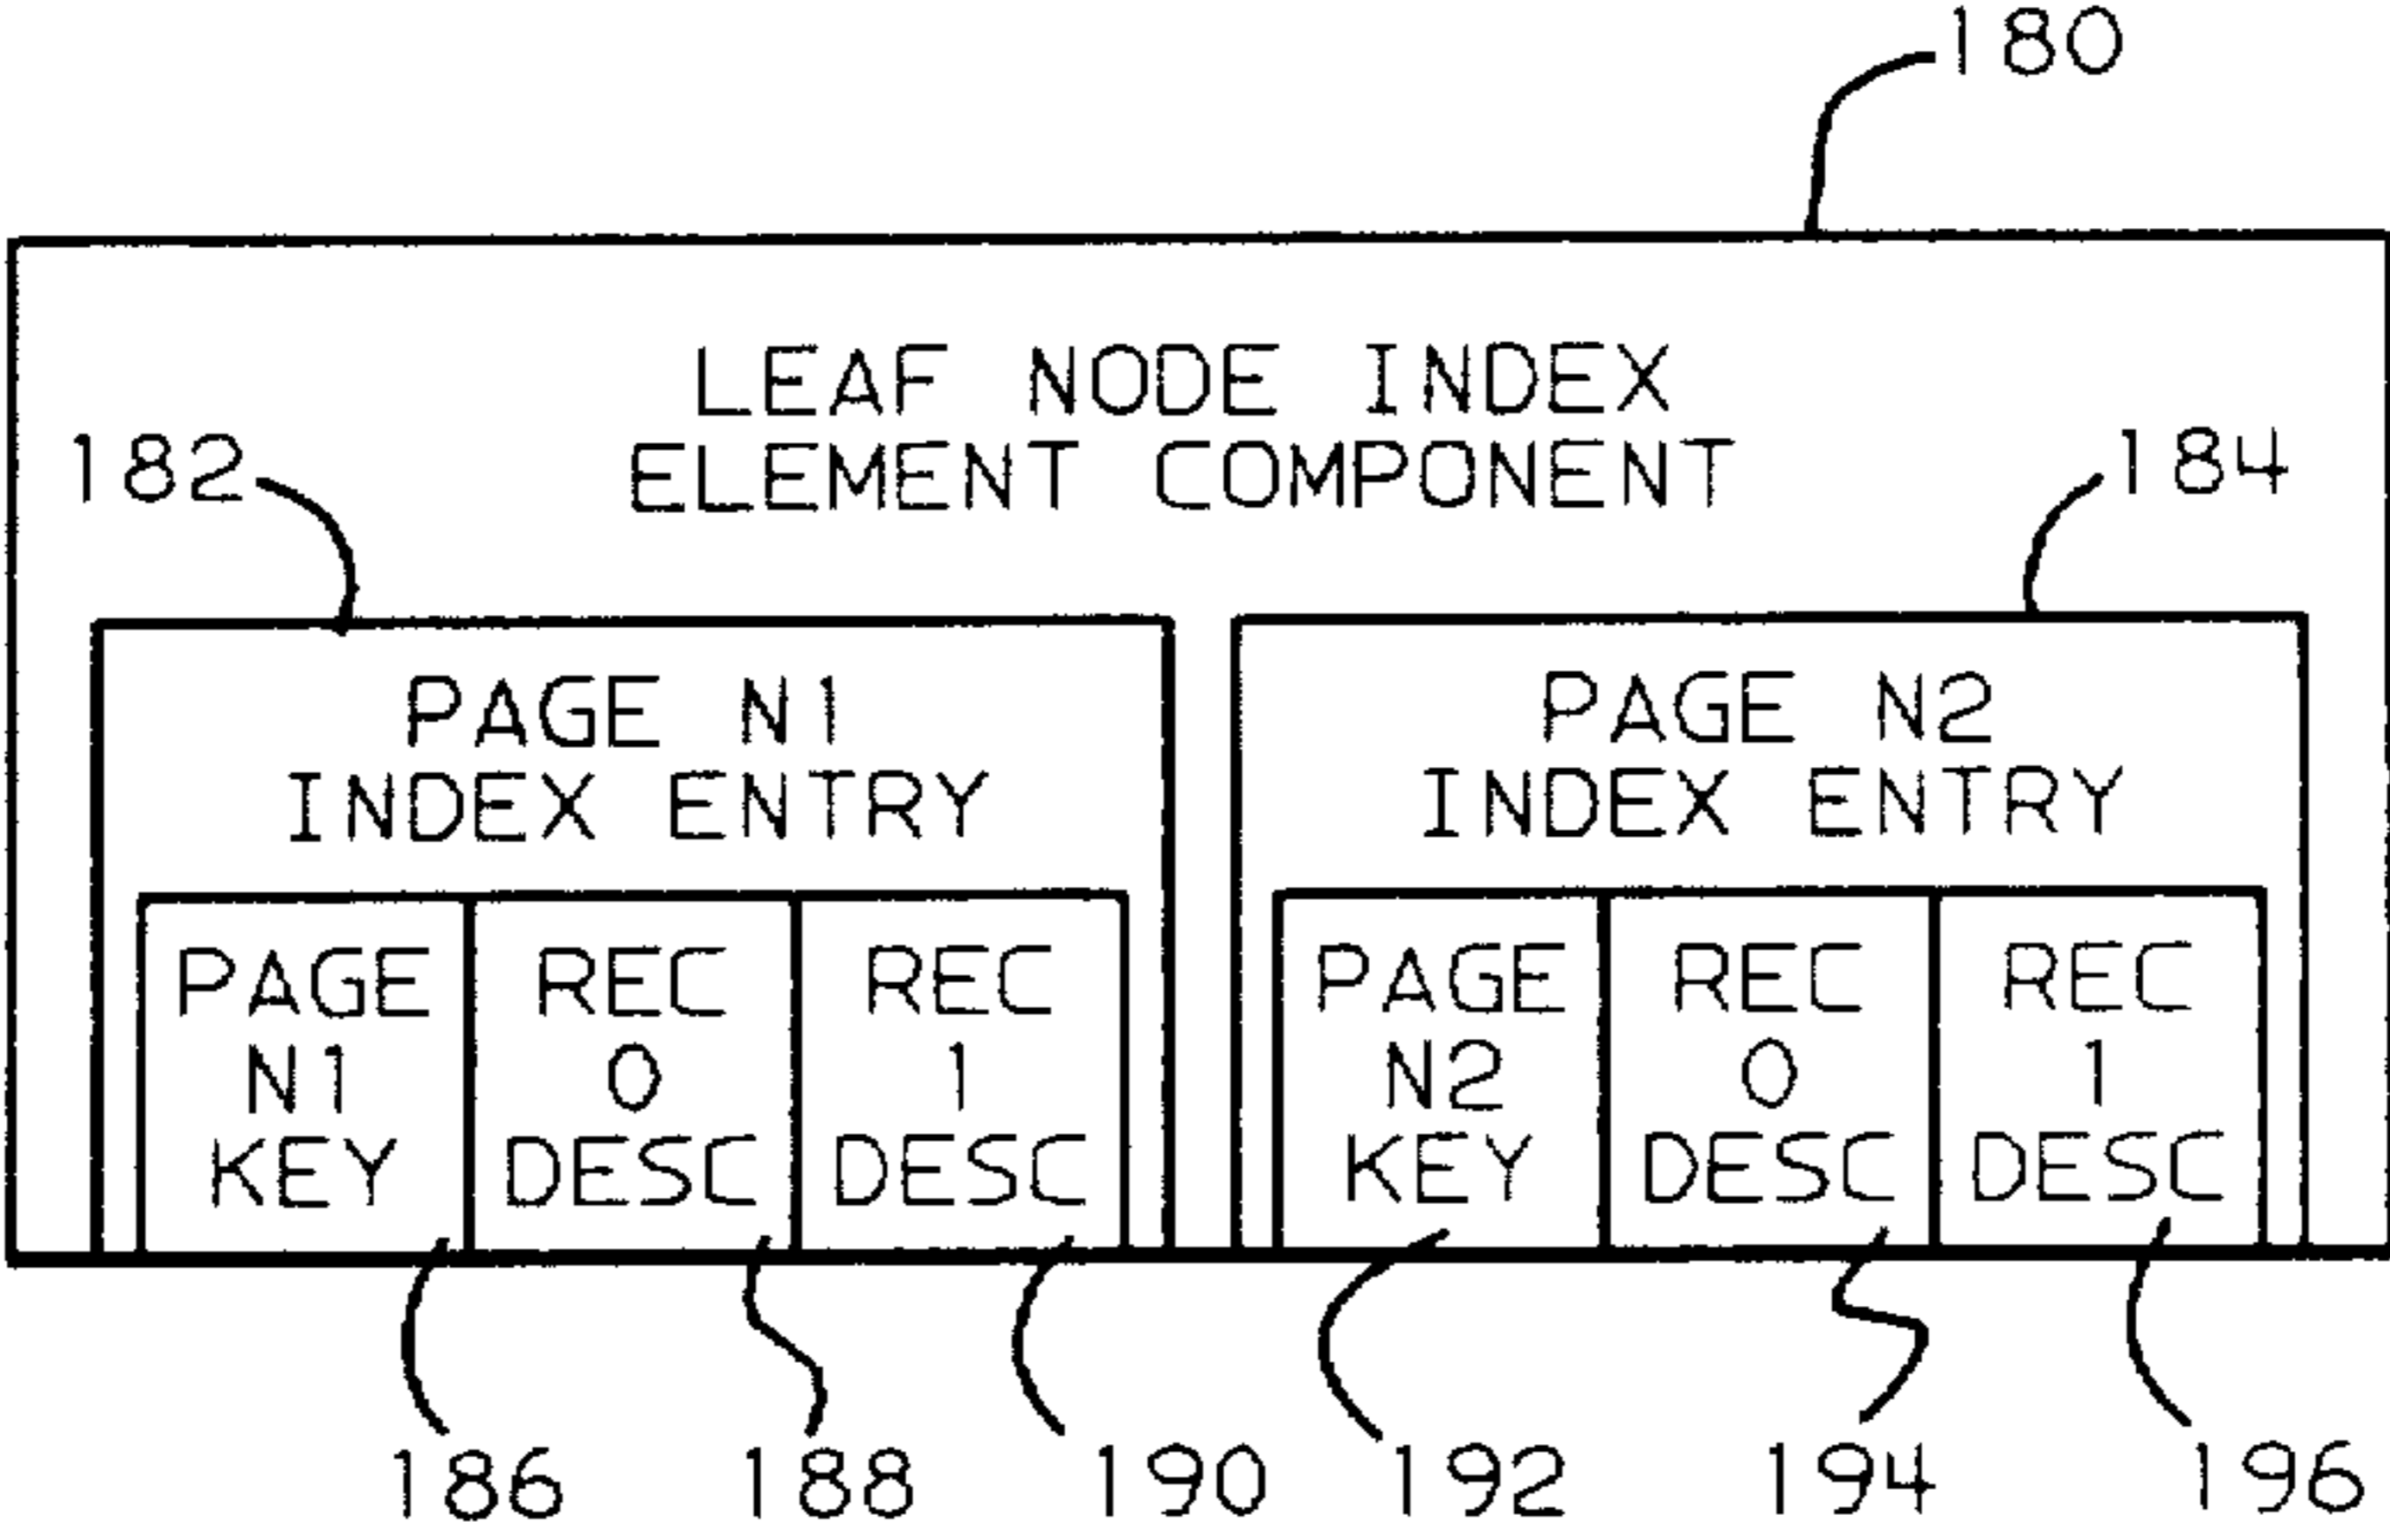 180
LEAF NODE INDEX
ELEMENT COMPONENT
182
184
PAGE N1
INDEX ENTRY
PAGE N2
INDEX ENTRY
PAGE
N1
KEY
REC
0
DESC
REC
1
DESC
PAGE
N2
KEY
REC
0
DESC
REC
1
DESC
186 188 190 192 194 196